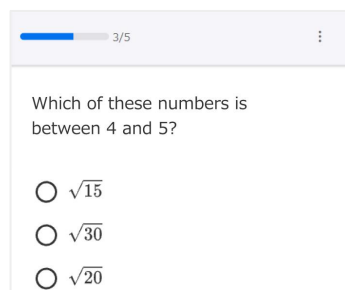 3/5
Which of these numbers is
between 4 and 5?
√15
√30
√20